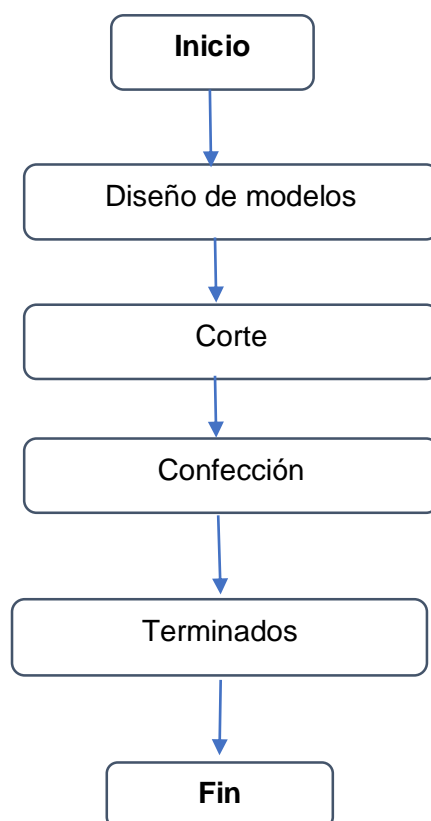 Inicio
Diseño de modelos
Corte
Confección
Terminados
Fin